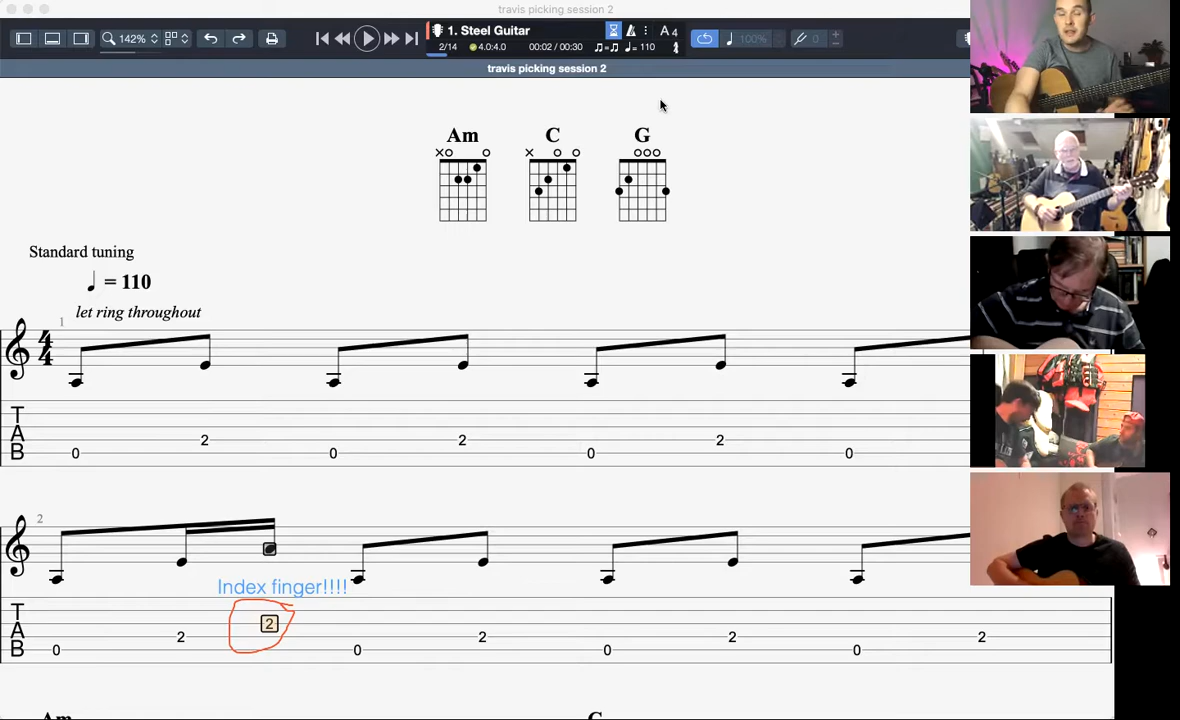 travis picking session 2
142% 1. Steel Guitar A4
2/14 4.0:4.0 00:02 / 00:30 ♫=♫ ♩= 110 100% 0
travis picking session 2
Am C G
×○ ○ × ○ ○ ○○○
Standard tuning
♩ = 110
let ring throughout
1
4
4
T
A
B
0 2 0 2 0 2 0
2
Index finger!!!!
T
A
B
0 2 2 0 2 0 2 0 2
Am C